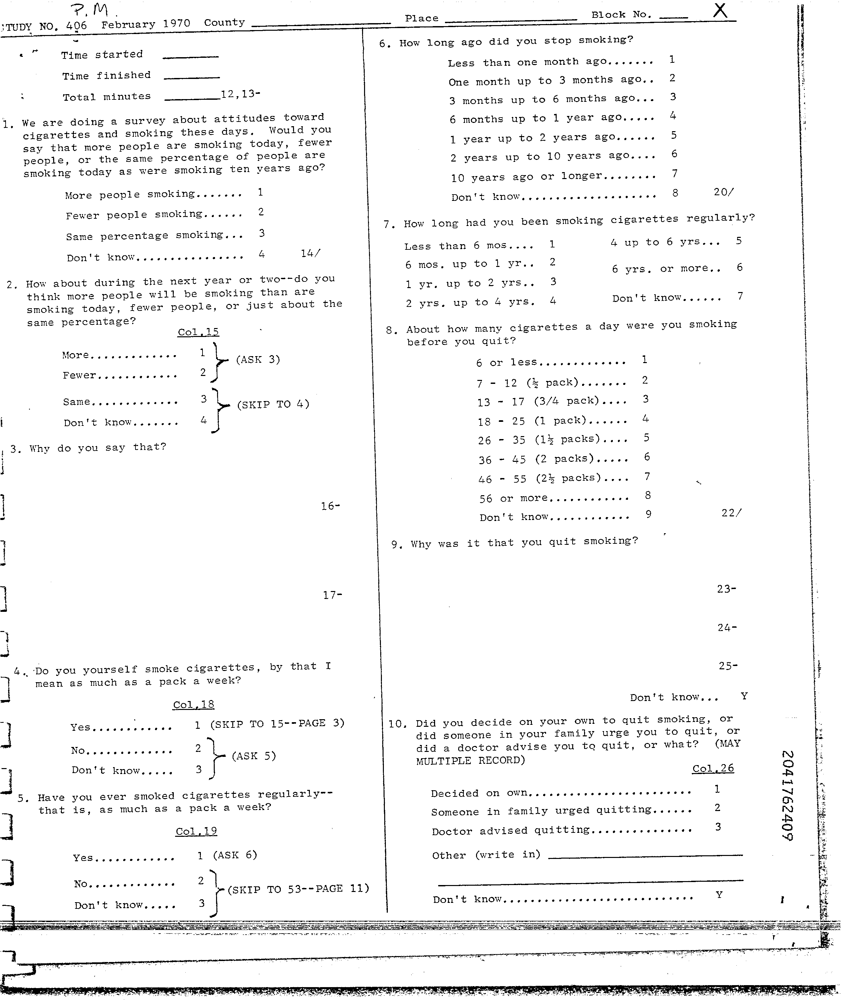 P.M.
STUDY NO. 406 February 1970 County ____ Place ____ Block No. ____ X
Time started ____
Time finished ____
Total minutes ____12,13-
1. We are doing a survey about attitudes toward
cigarettes and smoking these days. Would you
say that more people are smoking today, fewer
people, or the same percentage of people are
smoking today as were smoking ten years ago?
More people smoking....... 1
Fewer people smoking...... 2
Same percentage smoking... 3
Don't know................ 4 14/
2. How about during the next year or two--do you
think more people will be smoking than are
smoking today, fewer people, or just about the
same percentage?
Col.15
More............. 1
(ASK 3)
Fewer............ 2
Same............. 3
(SKIP TO 4)
Don't know....... 4
3. Why do you say that?
16-
17-
4. Do you yourself smoke cigarettes, by that I
mean as much as a pack a week?
Col.18
Yes............ 1 (SKIP TO 15--PAGE 3)
No............. 2
(ASK 5)
Don't know..... 3
5. Have you ever smoked cigarettes regularly--
that is, as much as a pack a week?
Col.19
Yes............ 1 (ASK 6)
No............. 2
(SKIP TO 53--PAGE 11)
Don't know..... 3
6. How long ago did you stop smoking?
Less than one month ago....... 1
One month up to 3 months ago.. 2
3 months up to 6 months ago... 3
6 months up to 1 year ago..... 4
1 year up to 2 years ago...... 5
2 years up to 10 years ago.... 6
10 years ago or longer........ 7
Don't know.................... 8 20/
7. How long had you been smoking cigarettes regularly?
Less than 6 mos.... 1 4 up to 6 yrs... 5
6 mos. up to 1 yr.. 2 6 yrs. or more.. 6
1 yr. up to 2 yrs.. 3
2 yrs. up to 4 yrs. 4 Don't know...... 7
8. About how many cigarettes a day were you smoking
before you quit?
6 or less............. 1
7 - 12 (½ pack)....... 2
13 - 17 (3/4 pack).... 3
18 - 25 (1 pack)...... 4
26 - 35 (1½ packs).... 5
36 - 45 (2 packs)..... 6
46 - 55 (2½ packs).... 7
56 or more............ 8
Don't know............ 9 22/
9. Why was it that you quit smoking?
23-
24-
25-
Don't know... Y
10. Did you decide on your own to quit smoking, or
did someone in your family urge you to quit, or
did a doctor advise you to quit, or what? (MAY
MULTIPLE RECORD)
Col.26
Decided on own........................ 1
Someone in family urged quitting...... 2
Doctor advised quitting............... 3
Other (write in) ____
Don't know............................ Y
2041762409